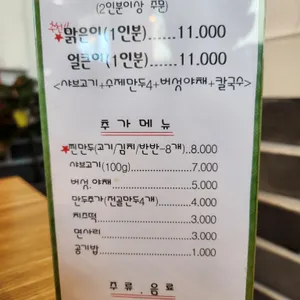 (2인분이상 주문)
맑은이(1인분)......11.000
얼큰이(1인분)......11.000
<샤브고기+수제만두4+버섯야채+칼국수>
추가메뉴
찐만두(고기/김치/반반-8개)..8.000
샤브고기(100g)..................7.000
버섯.야채..........................5.000
만두추가(전골만두4개)........4.000
치즈떡..............................3.000
면사리..............................3.000
공기밥..............................1.000
주류.음료